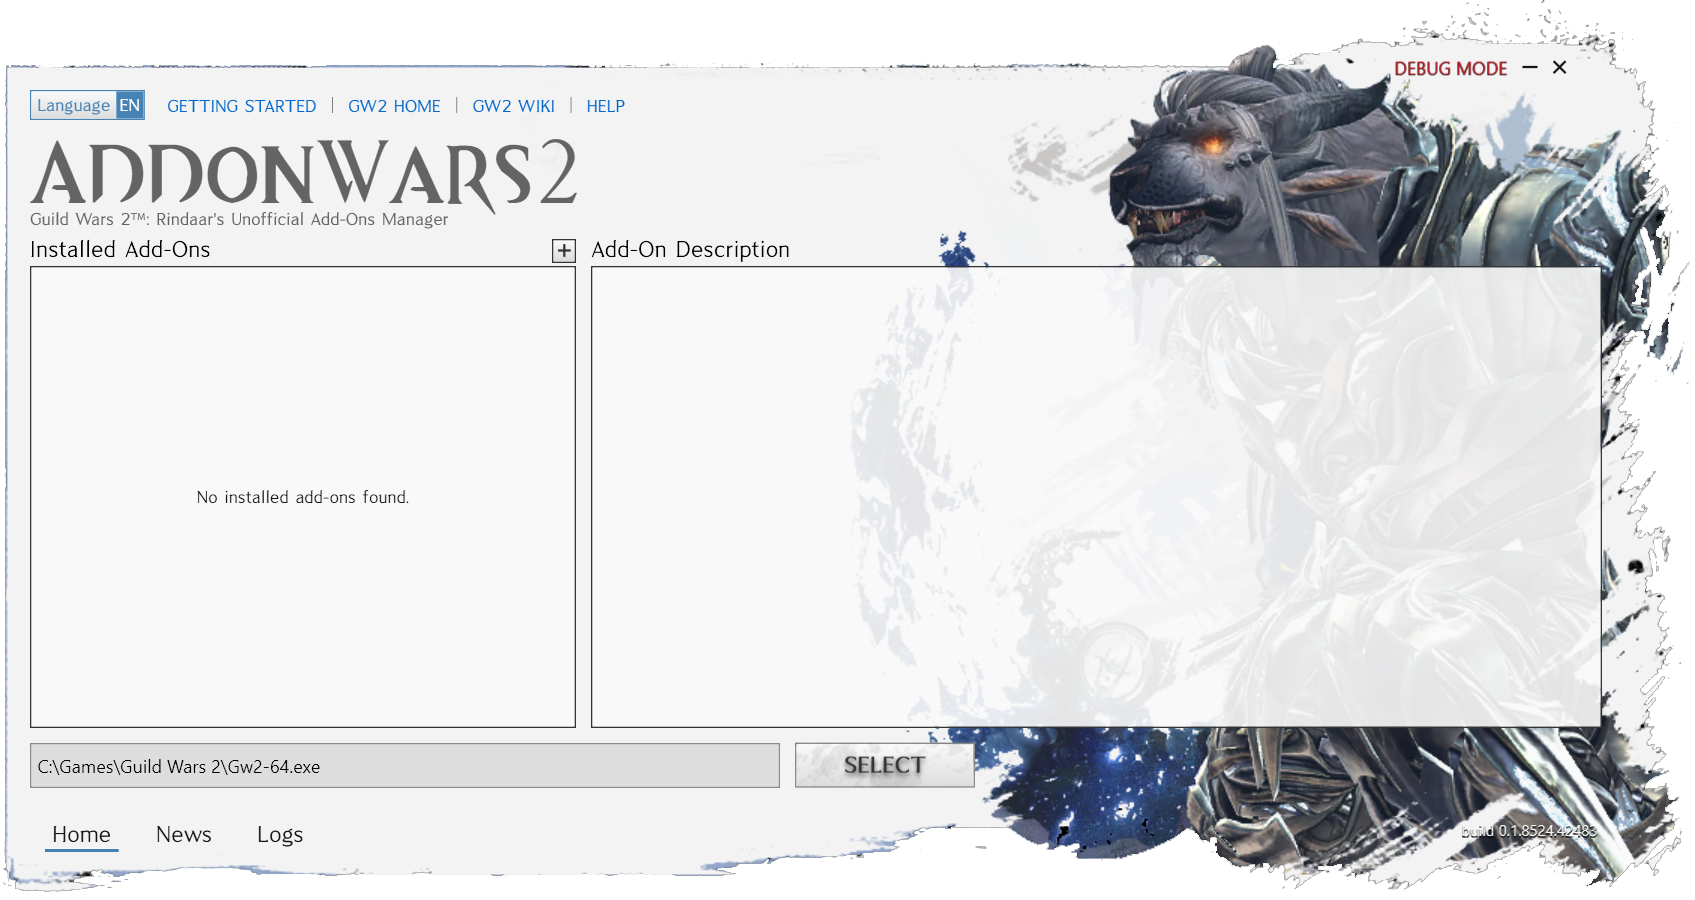 DEBUG MODE
Language EN GETTING STARTED | GW2 HOME | GW2 WIKI | HELP
ADDONWARS2
Guild Wars 2™: Rindaar's Unofficial Add-Ons Manager
Installed Add-Ons + Add-On Description
No installed add-ons found.
C:\Games\Guild Wars 2\Gw2-64.exe SELECT
Home News Logs
build 0.1.8524.42483